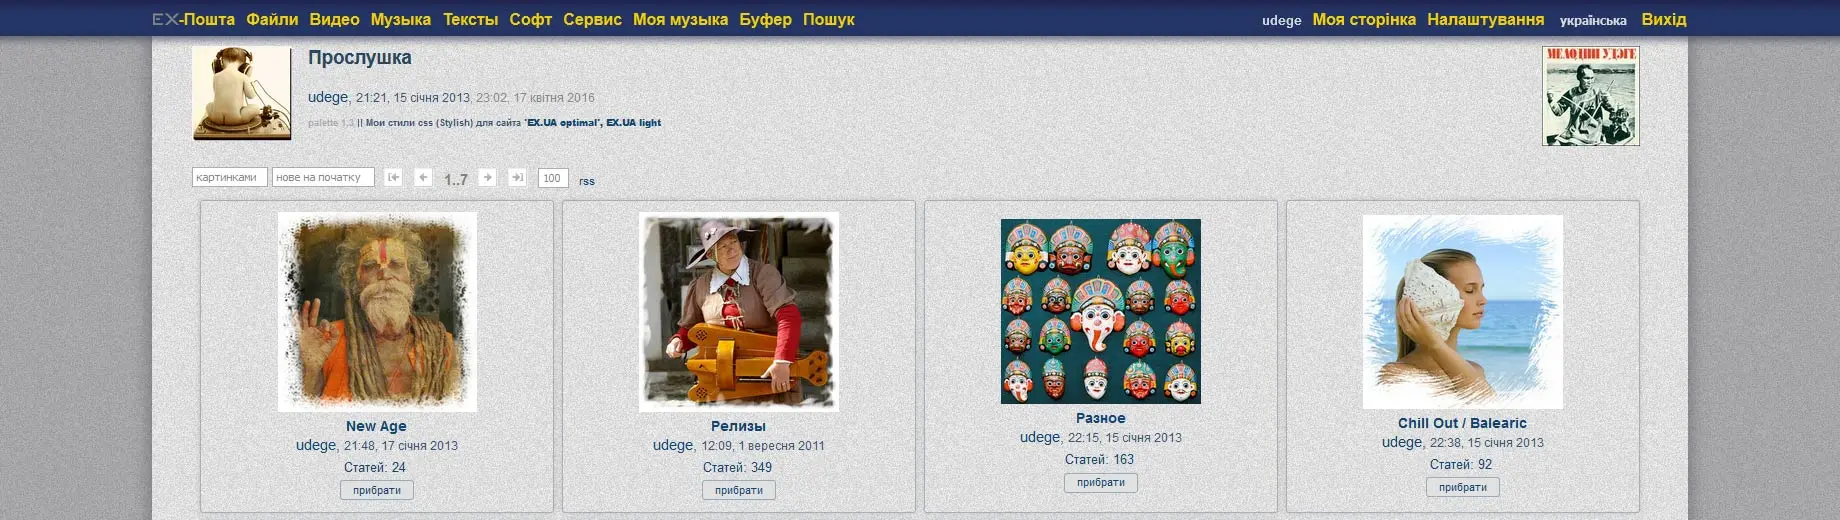 EX-Пошта Файли Видео Музыка Тексты Софт Сервис Моя музыка Буфер Пошук udege Моя сторінка Налаштування українська Вихід
Прослушка
МЕЛОДИИ УДЭГЕ
udege, 21:21, 15 січня 2013, 23:02, 17 квітня 2016
palette 1.3 || Мои стили css (Stylish) для сайта 'EX.UA optimal', EX.UA light
картинками нове на початку 1..7 100 rss
New Age
udege, 21:48, 17 січня 2013
Статей: 24
прибрати
Релизы
udege, 12:09, 1 вересня 2011
Статей: 349
прибрати
Разное
udege, 22:15, 15 січня 2013
Статей: 163
прибрати
Chill Out / Balearic
udege, 22:38, 15 січня 2013
Статей: 92
прибрати